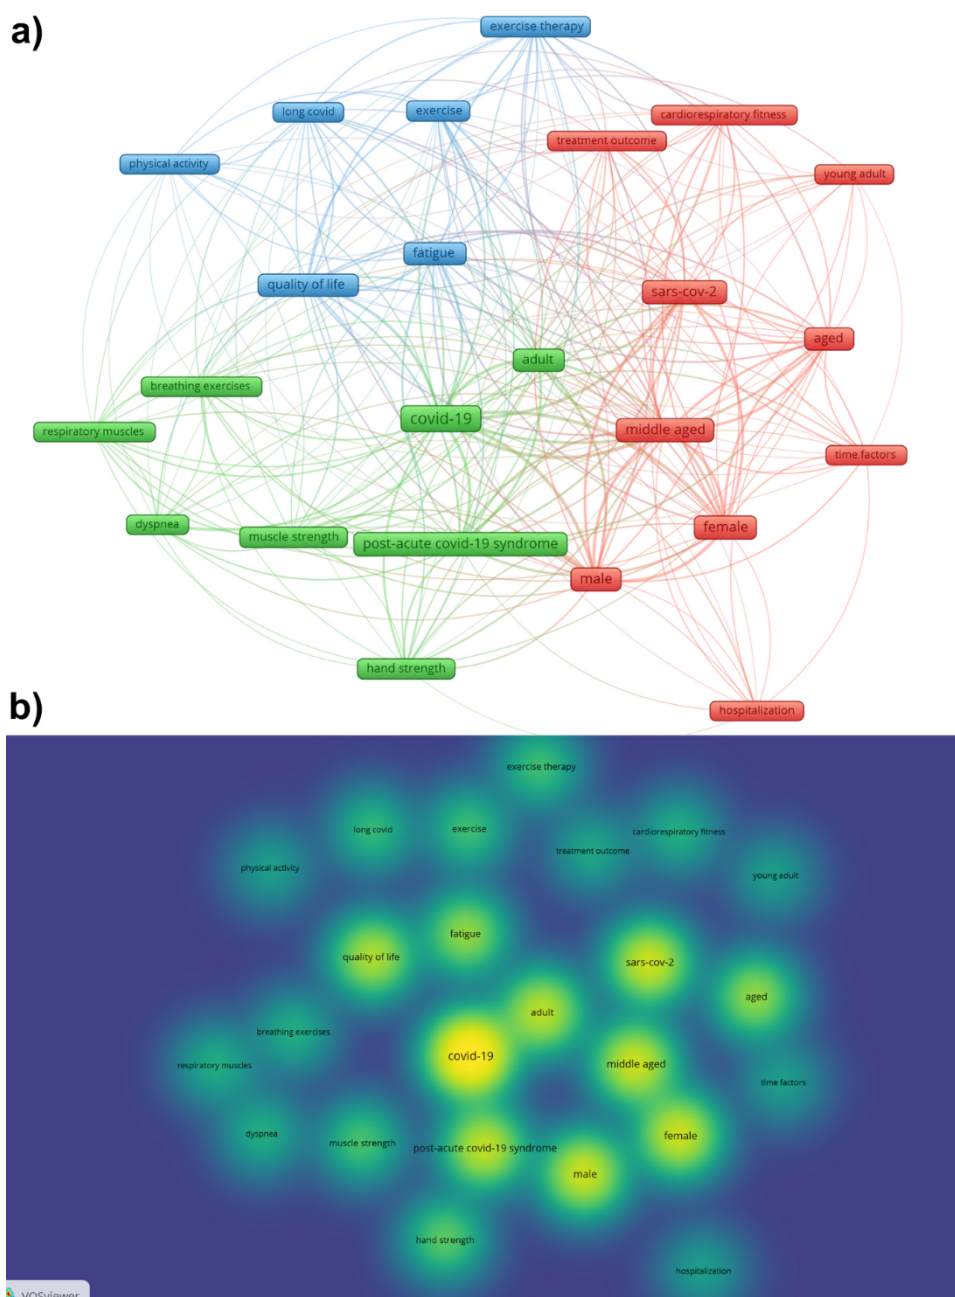 a)
exercise therapy
long covid
exercise
cardiorespiratory fitness
treatment outcome
physical activity
young adult
fatigue
quality of life
sars-cov-2
aged
adult
breathing exercises
covid-19
middle aged
respiratory muscles
time factors
dyspnea
female
muscle strength
post-acute covid-19 syndrome
male
hand strength
b)
hospitalization
exercise therapy
long covid
exercise
cardiorespiratory fitness
treatment outcome
physical activity
young adult
fatigue
quality of life
sars-cov-2
aged
adult
breathing exercises
covid-19
middle aged
respiratory muscles
time factors
dyspnea
female
muscle strength
post-acute covid-19 syndrome
male
hand strength
hospitalization
VOSviewer